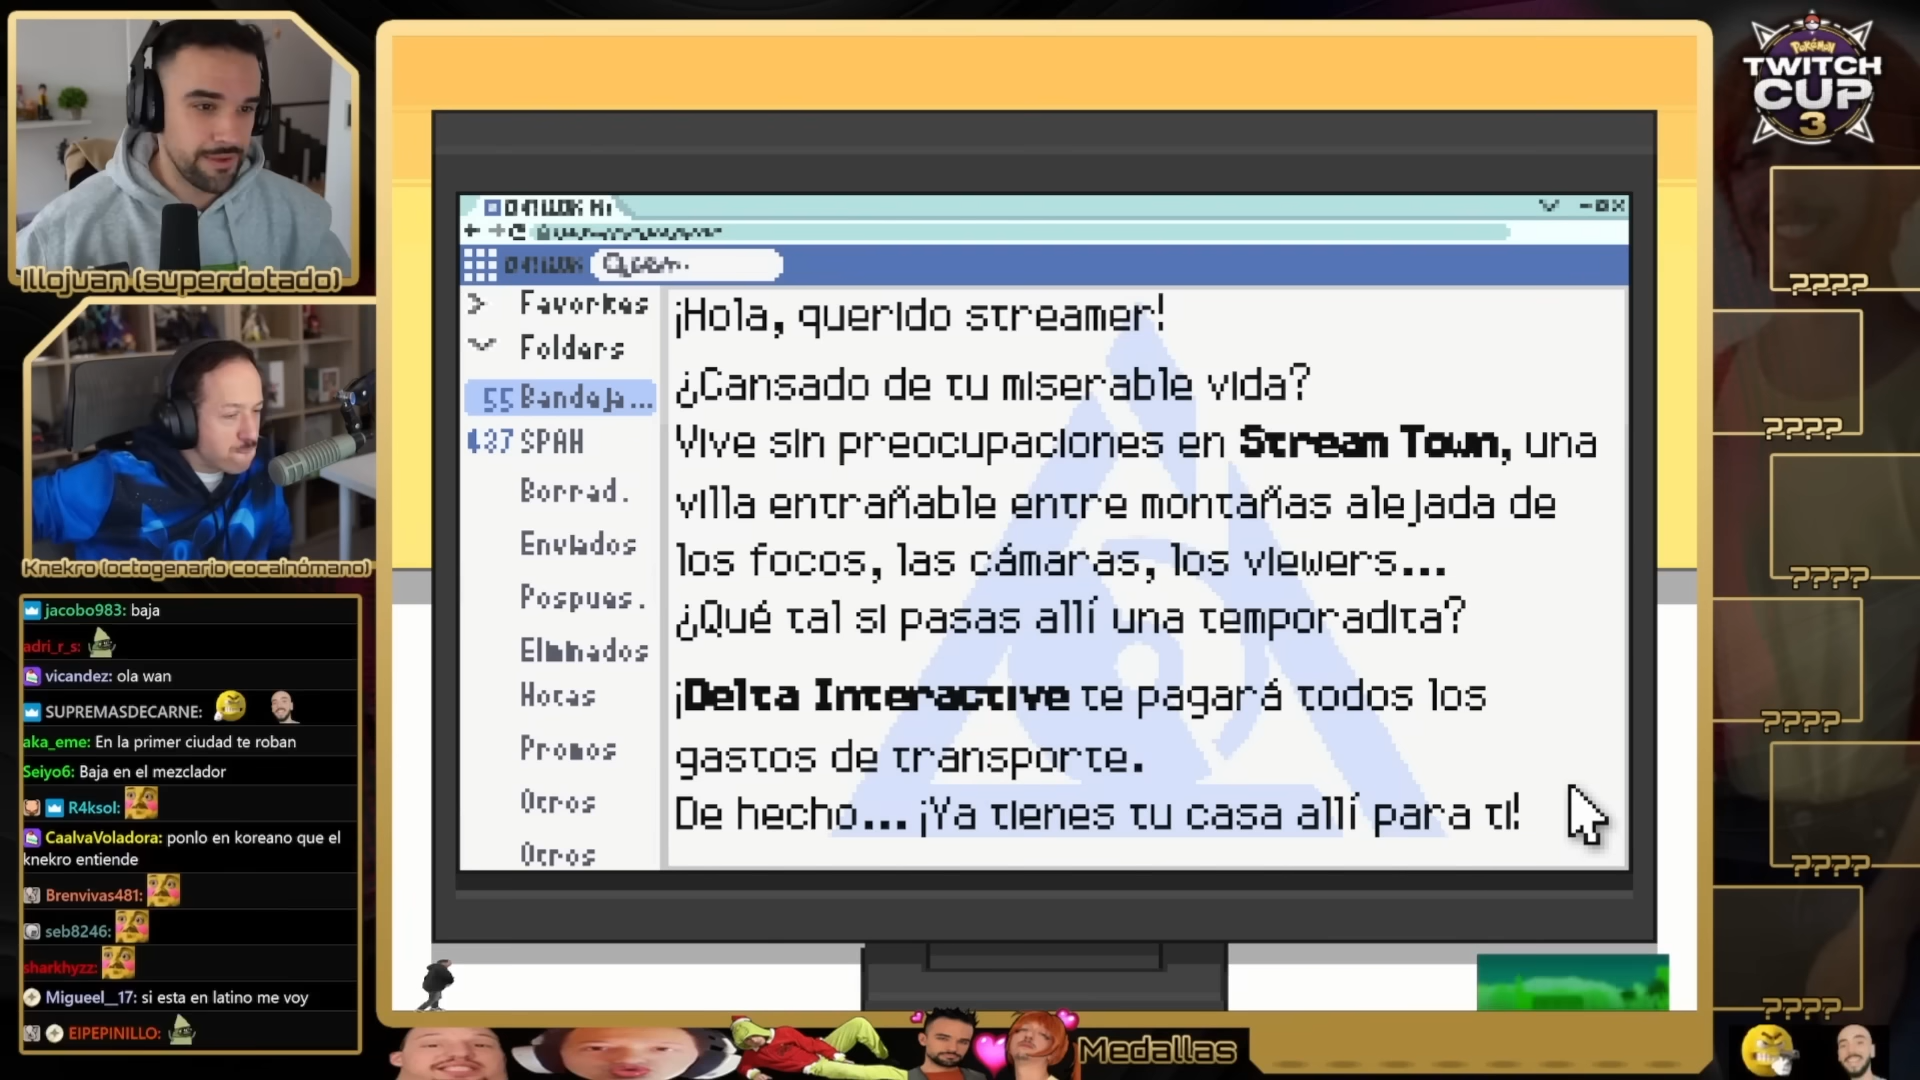 Illojuan (superdotado)
Knekro (octogenario cocainómano)
jacobo983: baja
adri_r_s:
vicandez: ola wan
SUPREMASDECARNE:
aka_eme: En la primer ciudad te roban
Seiyo6: Baja en el mezclador
R4ksol:
CaalvaVoladora: ponlo en koreano que el
knekro entiende
Brenvivas481:
seb8246:
sharkhyzz:
Migueel__17: si esta en latino me voy
ElPEPINILLO:
Favorites
Folders
55 Bandeja...
437 SPAM
Borrad.
Enviados
Pospues.
Eliminados
Notas
Promos
Otros
Otros
¡Hola, querido streamer!
¿Cansado de tu miserable vida?
Vive sin preocupaciones en Stream Town, una
villa entrañable entre montañas alejada de
los focos, las cámaras, los viewers...
¿Qué tal si pasas allí una temporadita?
¡Delta Interactive te pagará todos los
gastos de transporte.
De hecho... ¡Ya tienes tu casa allí para ti!
Medallas
Pokémon
TWITCH
CUP
3
????
????
????
????
????
????